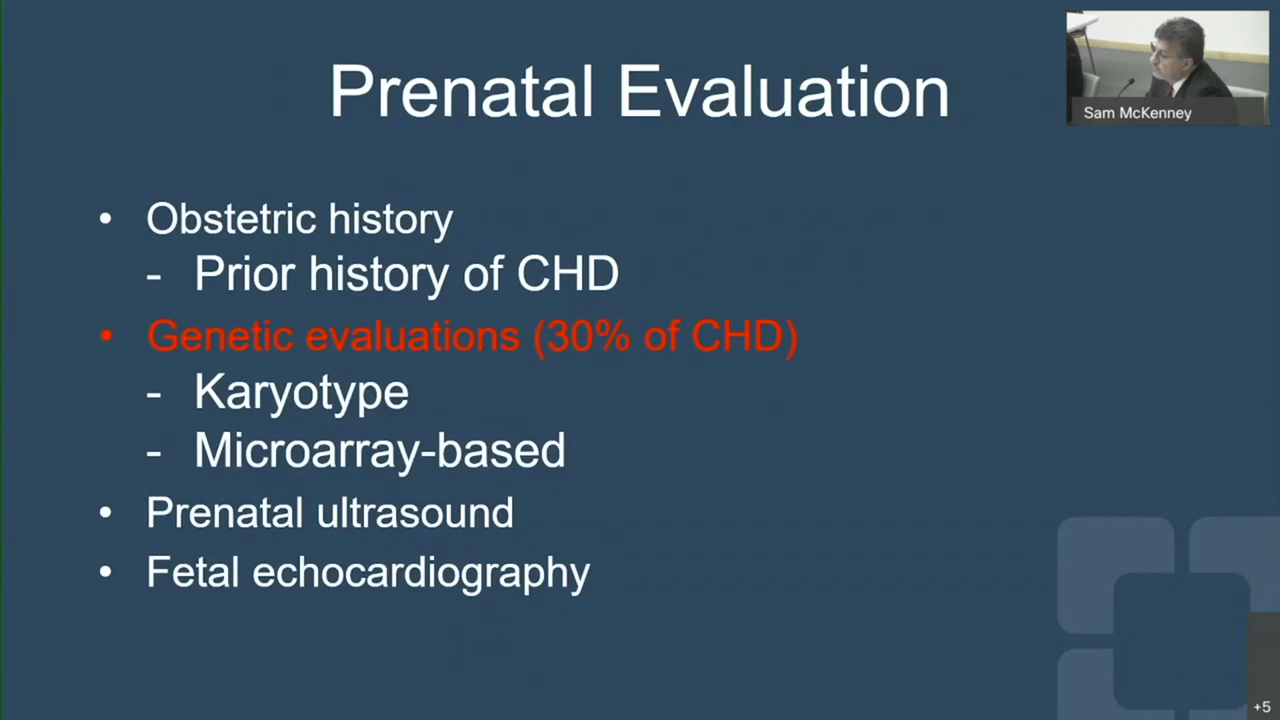 Prenatal Evaluation
Sam McKenney
• Obstetric history
- Prior history of CHD
• Genetic evaluations (30% of CHD)
- Karyotype
- Microarray-based
• Prenatal ultrasound
• Fetal echocardiography
+5